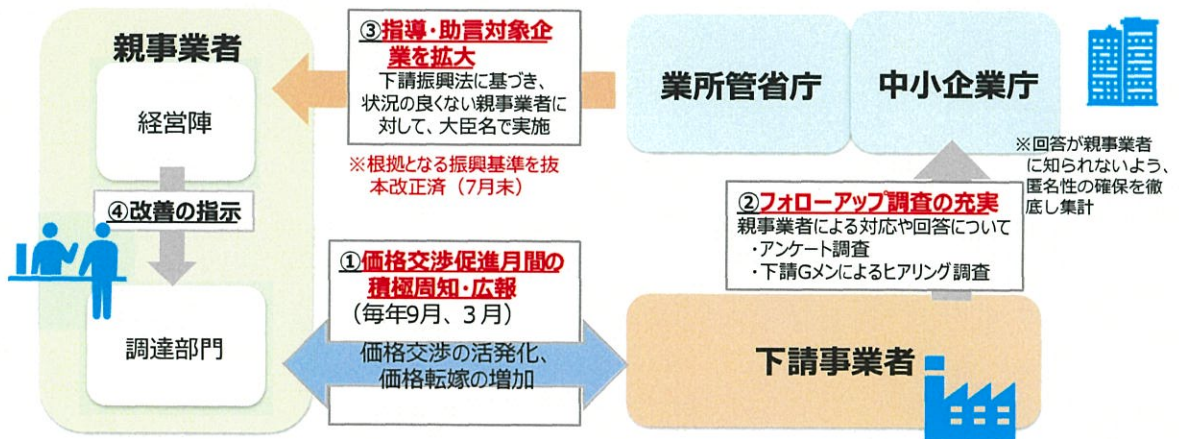 親事業者
経営陣
④改善の指示
調達部門
③指導・助言対象企
業を拡大
下請振興法に基づき、
状況の良くない親事業者に
対して、大臣名で実施
※根拠となる振興基準を抜
本改正済（7月末）
業所管省庁
中小企業庁
※回答が親事業者
に知られないよう、
匿名性の確保を徹
底し集計
②フォローアップ調査の充実
親事業者による対応や回答について
・アンケート調査
・下請Gメンによるヒアリング調査
①価格交渉促進月間の
積極周知・広報
（毎年9月、３月）
価格交渉の活発化、
価格転嫁の増加
下請事業者